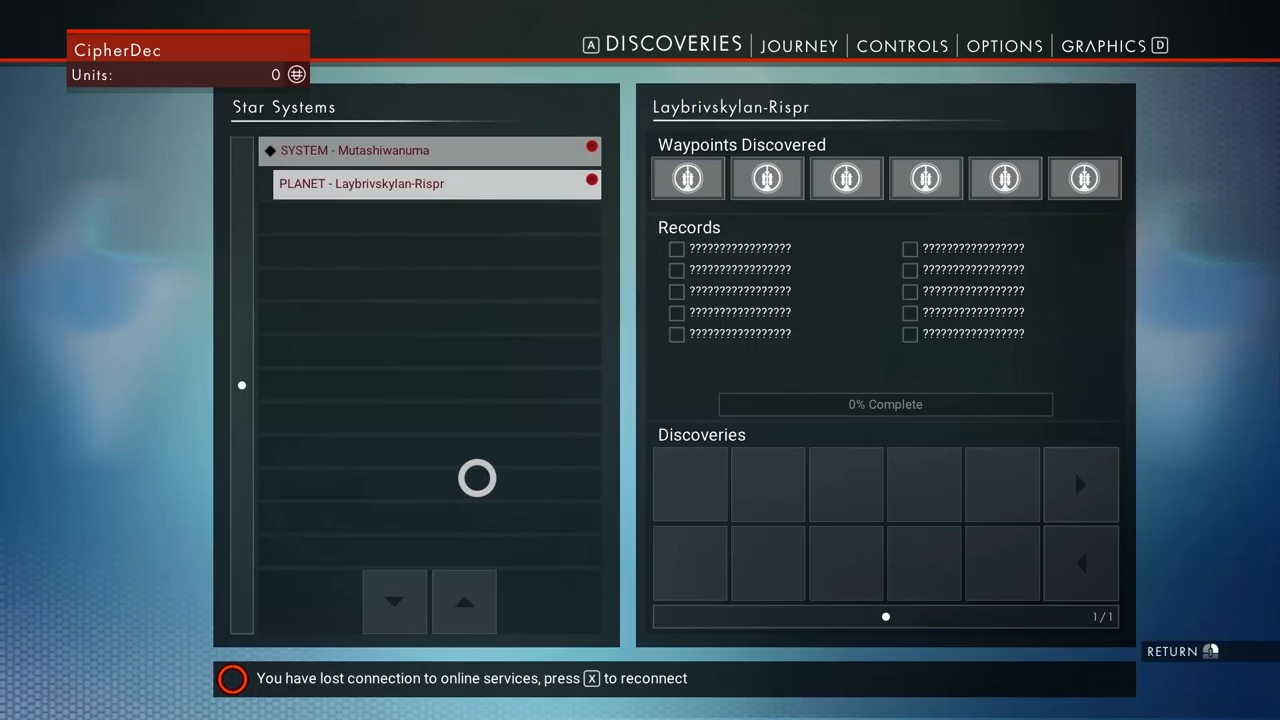 CipherDec
Units: 0
A DISCOVERIES JOURNEY CONTROLS OPTIONS GRAPHICS D
Star Systems
SYSTEM - Mutashiwanuma
PLANET - Laybrivskylan-Rispr
Laybrivskylan-Rispr
Waypoints Discovered
Records
????????????????? ?????????????????
????????????????? ?????????????????
????????????????? ?????????????????
????????????????? ?????????????????
????????????????? ?????????????????
0% Complete
Discoveries
1/1
RETURN
You have lost connection to online services, press X to reconnect